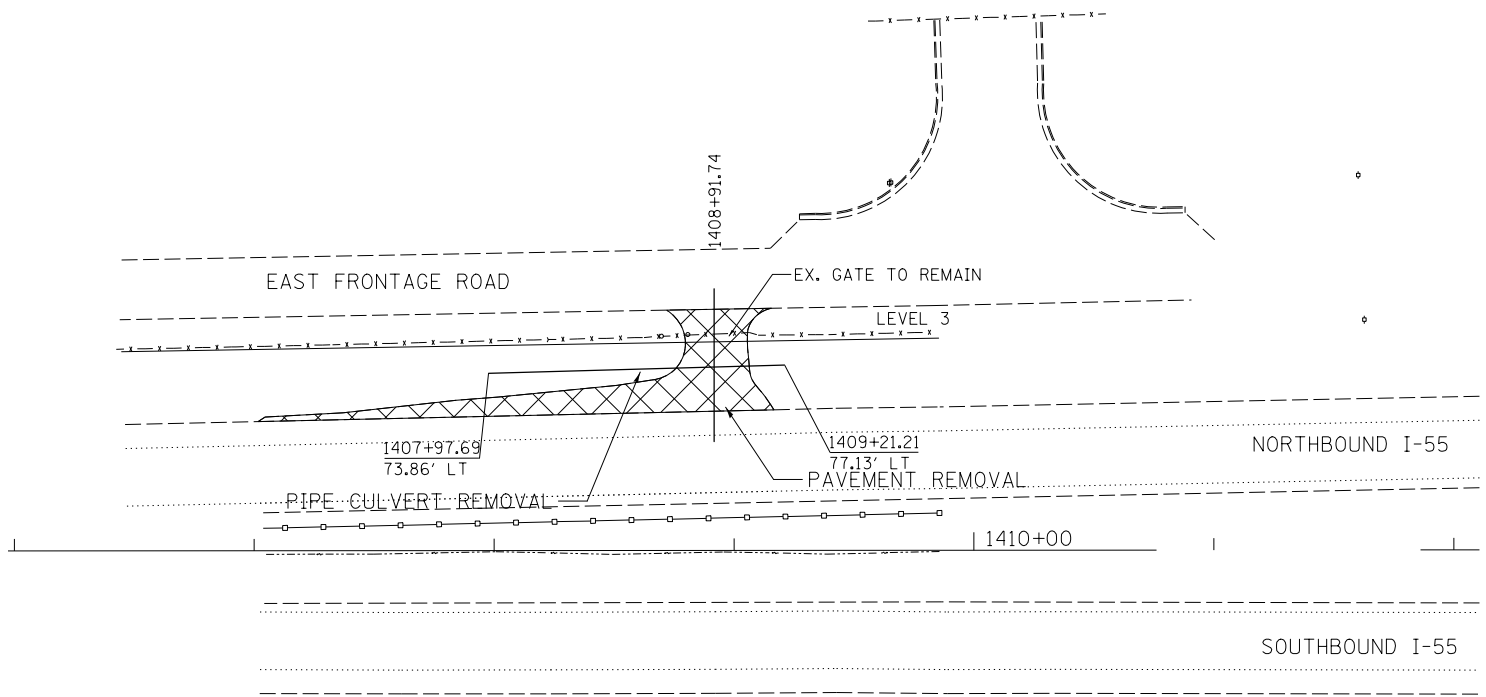 1408+91.74
EX. GATE TO REMAIN
EAST FRONTAGE ROAD
LEVEL 3
1407+97.69
73.86' LT
1409+21.21
77.13' LT
NORTHBOUND I-55
PAVEMENT REMOVAL
PIPE CULVERT REMOVAL
1410+00
SOUTHBOUND I-55